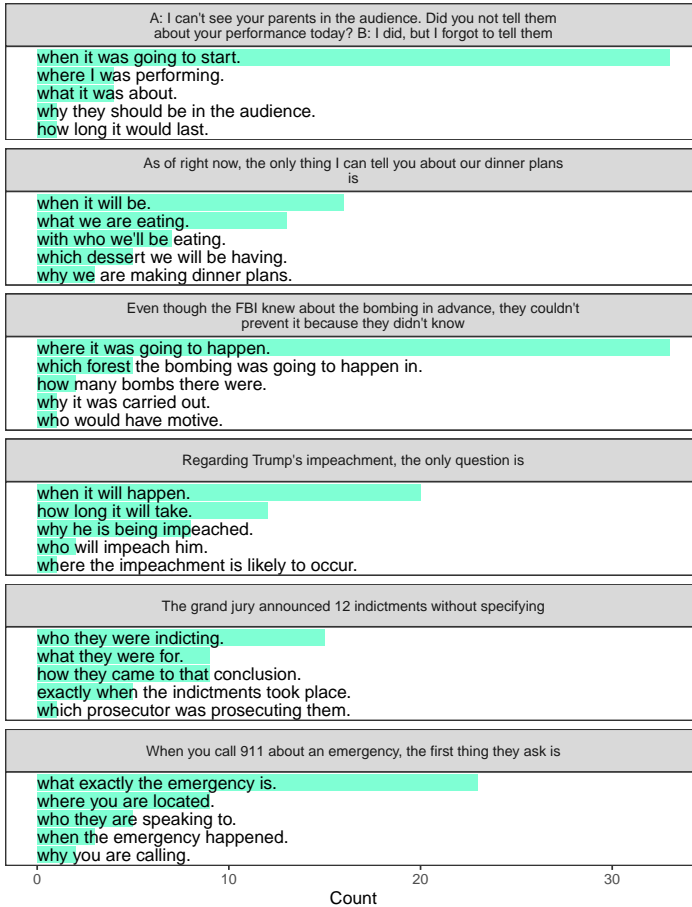 A: I can't see your parents in the audience. Did you not tell them
about your performance today? B: I did, but I forgot to tell them
when it was going to start.
where I was performing.
what it was about.
why they should be in the audience.
how long it would last.
As of right now, the only thing I can tell you about our dinner plans
is
when it will be.
what we are eating.
with who we'll be eating.
which dessert we will be having.
why we are making dinner plans.
Even though the FBI knew about the bombing in advance, they couldn't
prevent it because they didn't know
where it was going to happen.
which forest the bombing was going to happen in.
how many bombs there were.
why it was carried out.
who would have motive.
Regarding Trump's impeachment, the only question is
when it will happen.
how long it will take.
why he is being impeached.
who will impeach him.
where the impeachment is likely to occur.
The grand jury announced 12 indictments without specifying
who they were indicting.
what they were for.
how they came to that conclusion.
exactly when the indictments took place.
which prosecutor was prosecuting them.
When you call 911 about an emergency, the first thing they ask is
what exactly the emergency is.
where you are located.
who they are speaking to.
when the emergency happened.
why you are calling.
0 10 20 30
Count